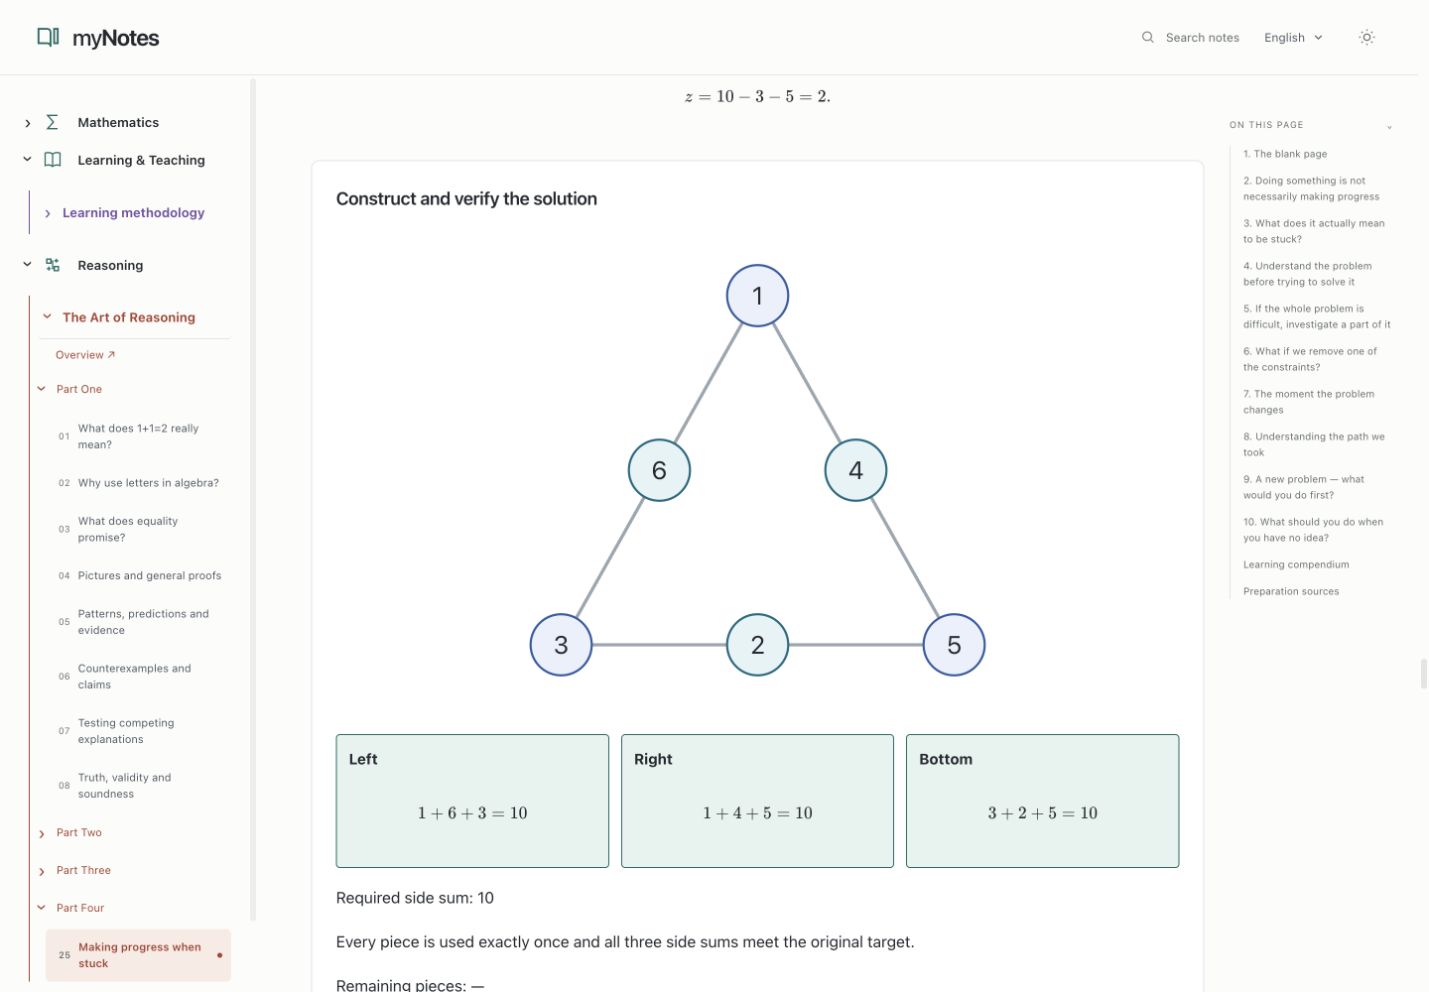 myNotes
Search notes
English
Mathematics
Learning & Teaching
Learning methodology
Reasoning
The Art of Reasoning
Overview ↗
Part One
01 What does 1+1=2 really
mean?
02 Why use letters in algebra?
03 What does equality
promise?
04 Pictures and general proofs
05 Patterns, predictions and
evidence
06 Counterexamples and
claims
07 Testing competing
explanations
08 Truth, validity and
soundness
Part Two
Part Three
Part Four
25 Making progress when
stuck
z = 10 − 3 − 5 = 2.
Construct and verify the solution
1
6
4
3
2
5
Left
1 + 6 + 3 = 10
Right
1 + 4 + 5 = 10
Bottom
3 + 2 + 5 = 10
Required side sum: 10
Every piece is used exactly once and all three side sums meet the original target.
Remaining pieces: —
ON THIS PAGE
1. The blank page
2. Doing something is not
necessarily making progress
3. What does it actually mean
to be stuck?
4. Understand the problem
before trying to solve it
5. If the whole problem is
difficult, investigate a part of it
6. What if we remove one of
the constraints?
7. The moment the problem
changes
8. Understanding the path we
took
9. A new problem — what
would you do first?
10. What should you do when
you have no idea?
Learning compendium
Preparation sources